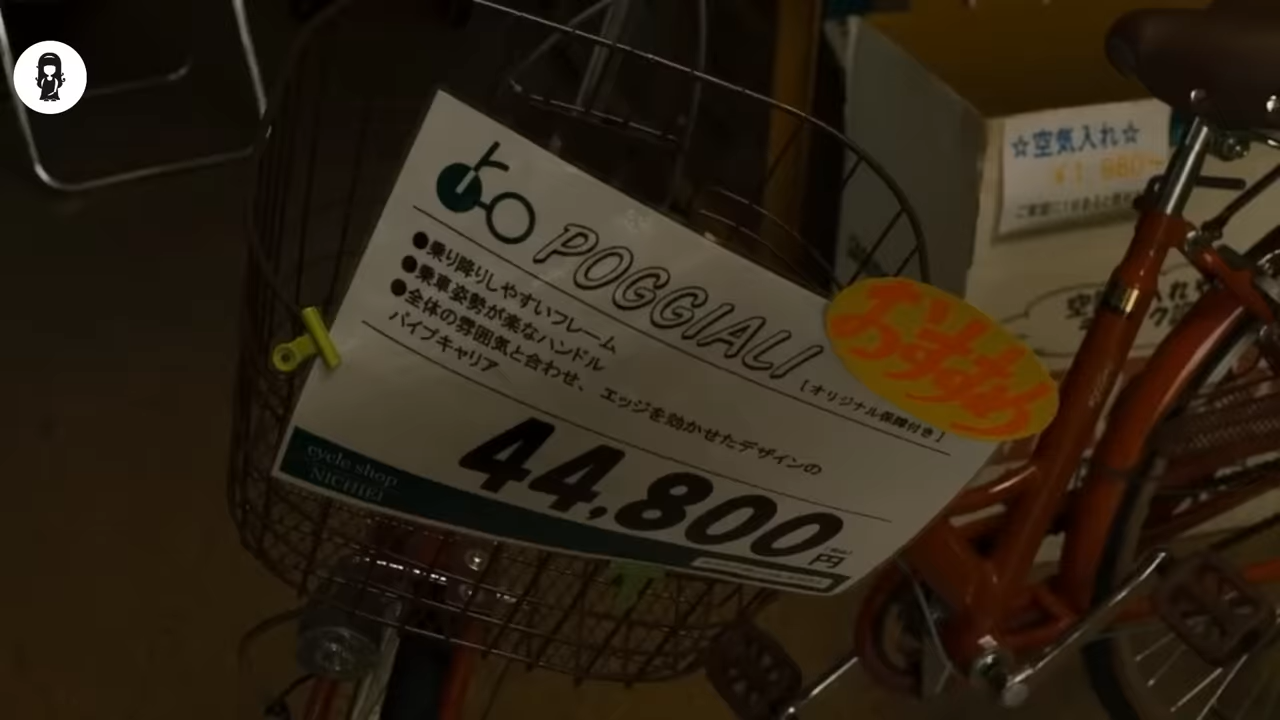 POGGIALI
[オリジナル保障付き]
●乗り降りしやすいフレーム
●乗車姿勢が楽なハンドル
●全体の雰囲気と合わせ、エッジを効かせたデザインの
パイプキャリア
44,800円
cycle shop
NICHIKI
おすすめ
☆空気入れ☆
¥1,980~